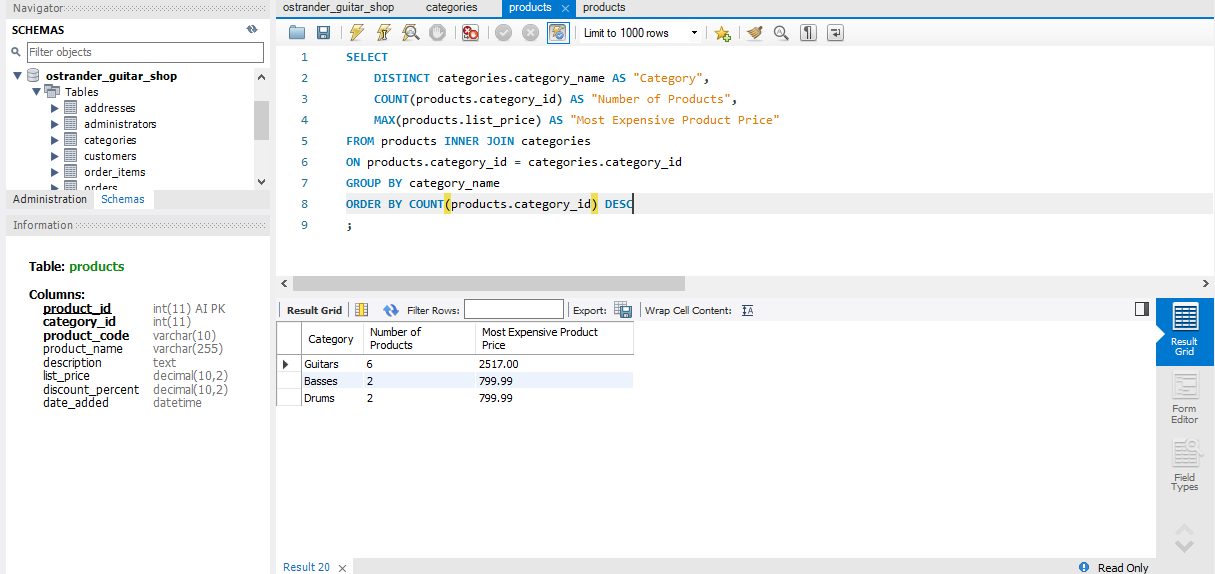 Navigator
SCHEMAS
Filter objects
ostrander_guitar_shop
Tables
addresses
administrators
categories
customers
order_items
orders
Administration Schemas
Information
Table: products
Columns:
product_id int(11) AI PK
category_id int(11)
product_code varchar(10)
product_name varchar(255)
description text
list_price decimal(10,2)
discount_percent decimal(10,2)
date_added datetime
ostrander_guitar_shop categories products products
Limit to 1000 rows
1 SELECT
2 DISTINCT categories.category_name AS "Category",
3 COUNT(products.category_id) AS "Number of Products",
4 MAX(products.list_price) AS "Most Expensive Product Price"
5 FROM products INNER JOIN categories
6 ON products.category_id = categories.category_id
7 GROUP BY category_name
8 ORDER BY COUNT(products.category_id) DESC
9 ;
Result Grid Filter Rows: Export: Wrap Cell Content:
Category Number of Products Most Expensive Product Price
Guitars 6 2517.00
Basses 2 799.99
Drums 2 799.99
Result Grid
Form Editor
Field Types
Result 20 Read Only